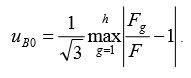 $u_{B0} = \frac{1}{\sqrt{3}} \max_{g=1}^{h} \left| \frac{F_g}{F} - 1 \right|.$